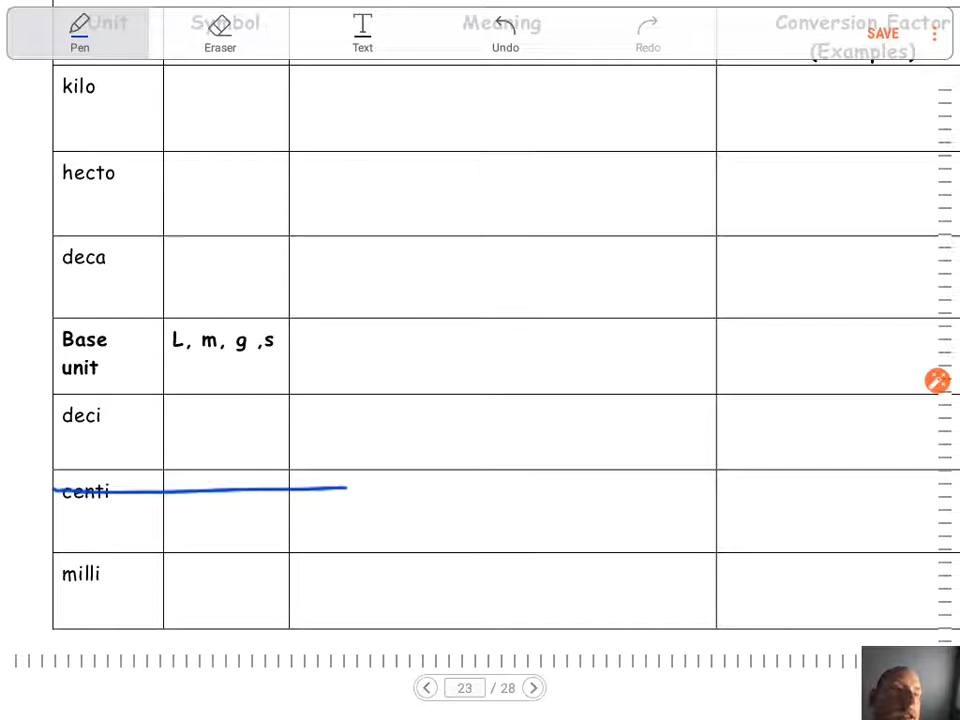 Unit Symbol Meaning Conversion Factor
(Examples)
Pen Eraser Text Undo Redo SAVE
kilo
hecto
deca
Base L, m, g ,s
unit
deci
centi
milli
23 / 28